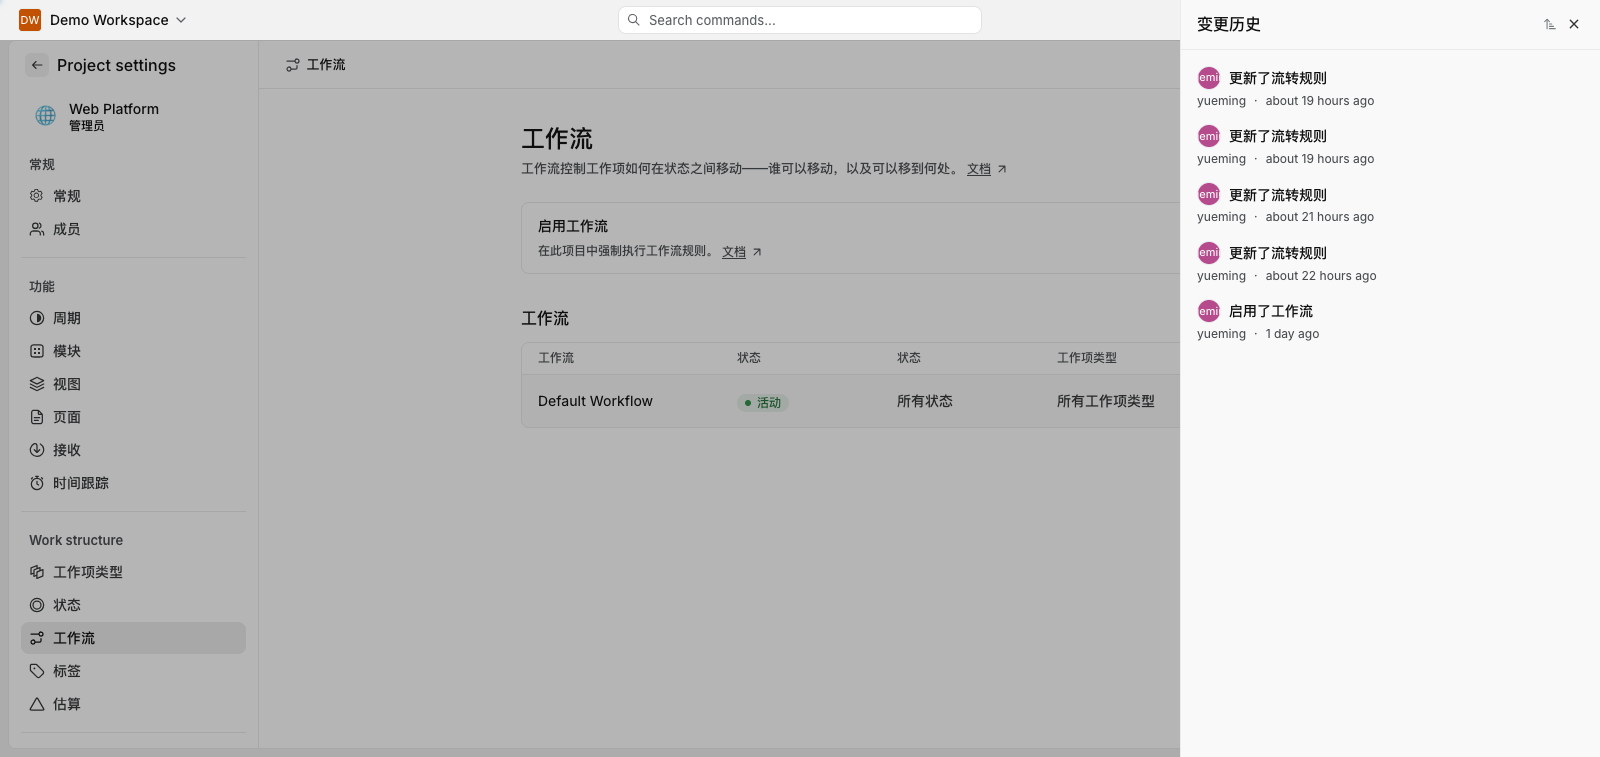 DW Demo Workspace
Search commands...
Project settings
Web Platform
管理员
常规
常规
成员
功能
周期
模块
视图
页面
接收
时间跟踪
Work structure
工作项类型
状态
工作流
标签
估算
工作流
工作流
工作流控制工作项如何在状态之间移动——谁可以移动，以及可以移到何处。 文档
启用工作流
在此项目中强制执行工作流规则。 文档
工作流
工作流 状态 状态 工作项类型
Default Workflow 活动 所有状态 所有工作项类型
变更历史
更新了流转规则
yueming · about 19 hours ago
更新了流转规则
yueming · about 19 hours ago
更新了流转规则
yueming · about 21 hours ago
更新了流转规则
yueming · about 22 hours ago
启用了工作流
yueming · 1 day ago